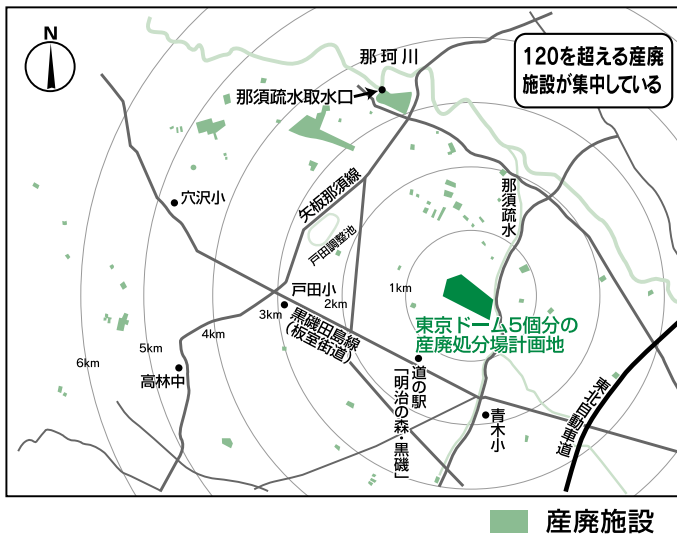 N
120を超える産廃
施設が集中している
那珂川
那須疏水取水口
穴沢小
矢板那須線
戸田調整池
那須疏水
戸田小
1km
2km
3km
4km
5km
6km
黒磯田島線
(板室街道)
東京ドーム5個分の
産廃処分場計画地
高林中
道の駅
「明治の森・黒磯」
青木小
東北自動車道
産廃施設